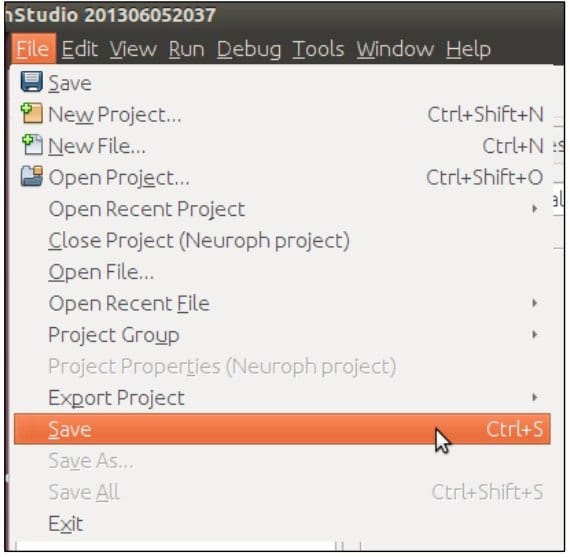 nStudio 201306052037
File Edit View Run Debug Tools Window Help
Save
New Project... Ctrl+Shift+N
New File... Ctrl+N
Open Project... Ctrl+Shift+O
Open Recent Project
Close Project (Neuroph project)
Open File...
Open Recent File
Project Group
Project Properties (Neuroph project)
Export Project
Save Ctrl+S
Save As...
Save All Ctrl+Shift+S
Exit